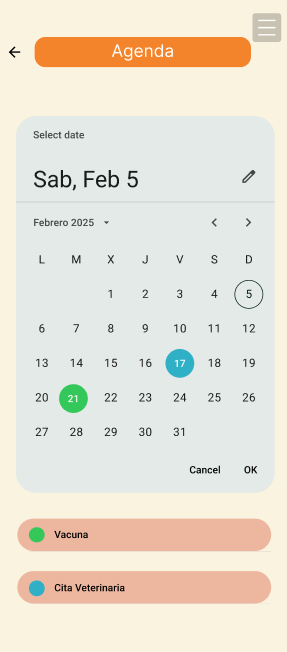 Agenda
Select date
Sab, Feb 5
Febrero 2025
L M X J V S D
1 2 3 4 5
6 7 8 9 10 11 12
13 14 15 16 17 18 19
20 21 22 23 24 25 26
27 28 29 30 31
Cancel OK
Vacuna
Cita Veterinaria